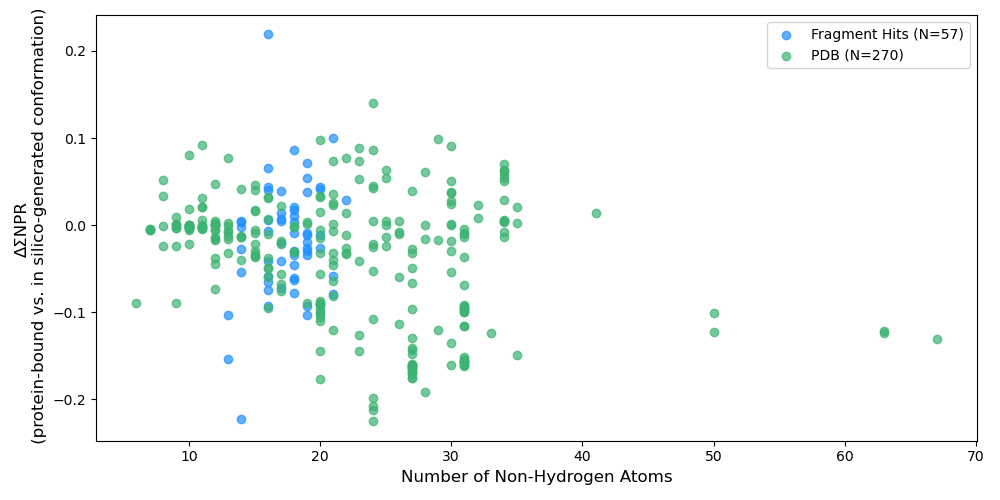 ΔΣNPR
(protein-bound vs. in silico-generated conformation)
0.2
0.1
0.0
−0.1
−0.2
Fragment Hits (N=57)
PDB (N=270)
10 20 30 40 50 60 70
Number of Non-Hydrogen Atoms